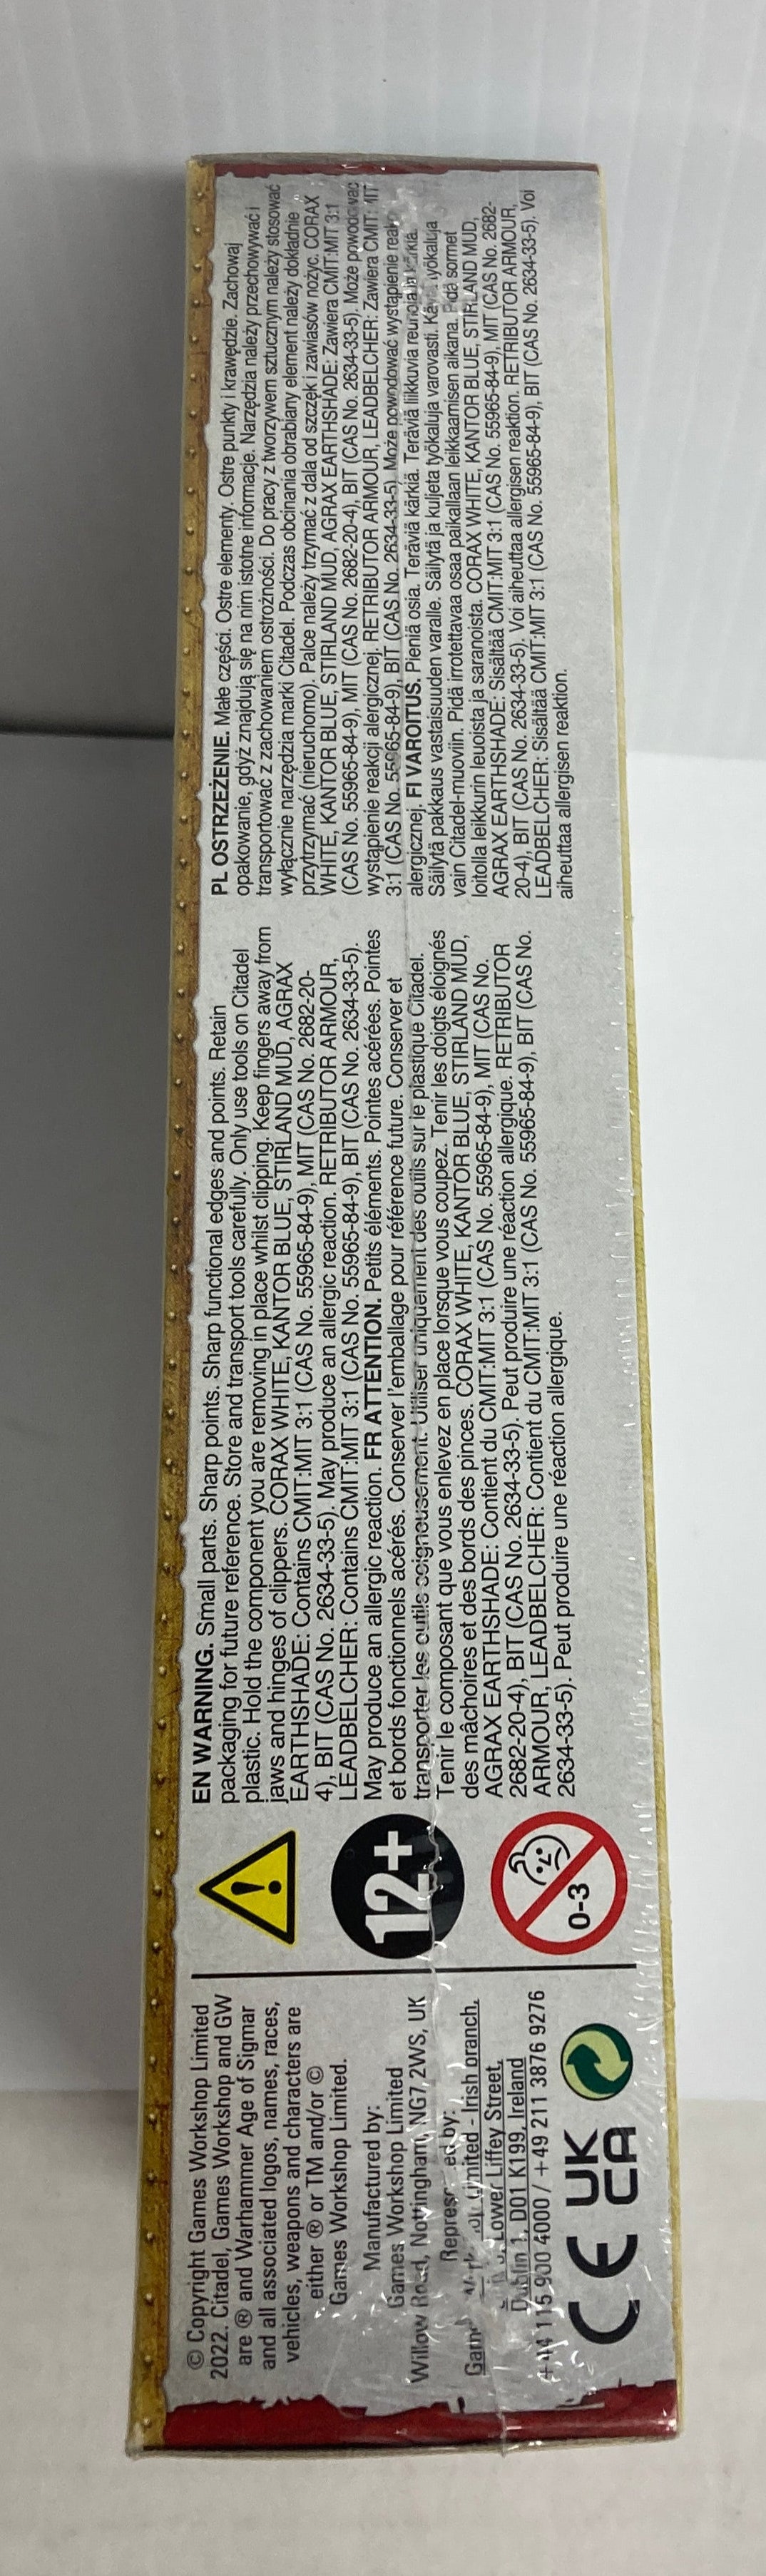 © Copyright Games Workshop Limited
2022. Citadel, Games Workshop and GW
are ® and Warhammer Age of Sigmar
and all associated logos, names, races,
vehicles, weapons and characters are
either ® or TM and/or ©
Games Workshop Limited.
Manufactured by:
Games Workshop Limited
Willow Road, Nottingham, NG7 2WS, UK
by:
Limited - Irish branch,
Lower Liffey Street,
Dublin 1, D01 K199, Ireland
+44 115 900 4000 / +49 211 3876 9276
CE UK
CA
12+
0-3
EN WARNING. Small parts. Sharp points. Sharp functional edges and points. Retain
packaging for future reference. Store and transport tools carefully. Only use tools on Citadel
plastic. Hold the component you are removing in place whilst clipping. Keep fingers away from
jaws and hinges of clippers. CORAX WHITE, KANTOR BLUE, STIRLAND MUD, AGRAX
EARTHSHADE: Contains CMIT:MIT 3:1 (CAS No. 55965-84-9), MIT (CAS No. 2682-20-
4), BIT (CAS No. 2634-33-5). May produce an allergic reaction. RETRIBUTOR ARMOUR,
LEADBELCHER: Contains CMIT:MIT 3:1 (CAS No. 55965-84-9), BIT (CAS No. 2634-33-5).
May produce an allergic reaction. FR ATTENTION. Petits éléments. Pointes acérées. Pointes
et bords fonctionnels acérés. Conserver l'emballage pour référence future. Conserver et
transporter les outils soigneusement. Utiliser uniquement des outils sur le plastique Citadel.
Tenir le composant que vous enlevez en place lorsque vous coupez. Tenir les doigts éloignés
des mâchoires et des bords des pinces. CORAX WHITE, KANTOR BLUE, STIRLAND MUD,
AGRAX EARTHSHADE: Contient du CMIT:MIT 3:1 (CAS No. 55965-84-9), MIT (CAS No.
2682-20-4), BIT (CAS No. 2634-33-5). Peut produire une réaction allergique. RETRIBUTOR
ARMOUR, LEADBELCHER: Contient du CMIT:MIT 3:1 (CAS No. 55965-84-9), BIT (CAS No.
2634-33-5). Peut produire une réaction allergique.
PL OSTRZEŻENIE. Małe części. Ostre elementy. Ostre punkty i krawędzie. Zachowaj
opakowanie, gdyż znajdują się na nim istotne informacje. Narzędzia należy przechowywać i
transportować z zachowaniem ostrożności. Do pracy z tworzywem sztucznym należy stosować
wyłącznie narzędzia marki Citadel. Podczas obcinania obrabiany element należy dokładnie
przytrzymać (nieruchomo). Palce należy trzymać z dala od szczęk i zawiasów nożyc. CORAX
WHITE, KANTOR BLUE, STIRLAND MUD, AGRAX EARTHSHADE: Zawiera CMIT:MIT 3:1
(CAS No. 55965-84-9), MIT (CAS No. 2682-20-4), BIT (CAS No. 2634-33-5). Może powodować
wystąpienie reakcji alergicznej. RETRIBUTOR ARMOUR, LEADBELCHER: Zawiera CMIT:MIT
3:1 (CAS No. 55965-84-9), BIT (CAS No. 2634-33-5). Może powodować wystąpienie reakcji
alergicznej. FI VAROITUS. Pieniä osia. Teräviä kärkiä. Teräviä liikkuvia reunoja ja kärkiä.
Säilytä pakkaus vastaisuuden varalle. Säilytä ja kuljeta työkaluja varovasti. Käytä työkaluja
vain Citadel-muoviin. Pidä irrotettavaa osaa paikallaan leikkaamisen aikana. Pidä sormet
loitolla leikkurin leuoista ja saranoista. CORAX WHITE, KANTOR BLUE, STIRLAND MUD,
AGRAX EARTHSHADE: Sisältää CMIT:MIT 3:1 (CAS No. 55965-84-9), MIT (CAS No. 2682-
20-4), BIT (CAS No. 2634-33-5). Voi aiheuttaa allergisen reaktion. RETRIBUTOR ARMOUR,
LEADBELCHER: Sisältää CMIT:MIT 3:1 (CAS No. 55965-84-9), BIT (CAS No. 2634-33-5). Voi
aiheuttaa allergisen reaktion.